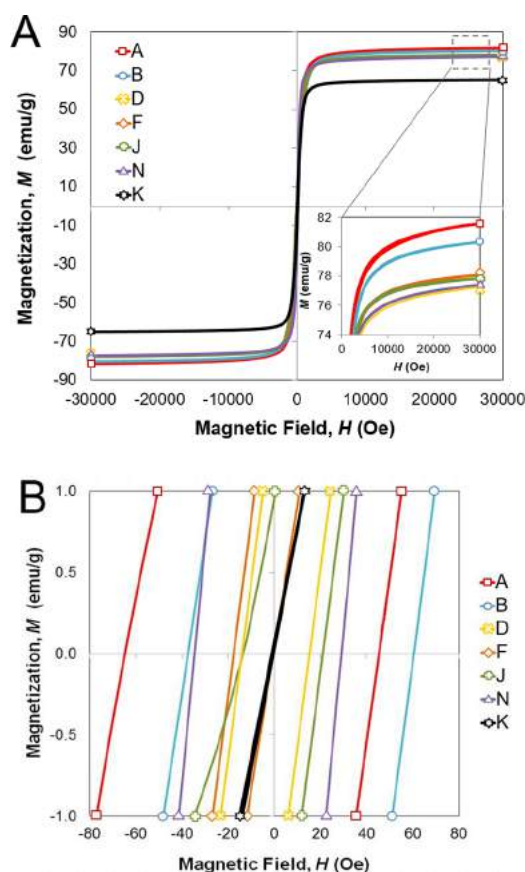 A
Magnetization, M (emu/g)
90
70
50
30
10
-10
-30
-50
-70
-90
A
B
D
F
J
N
K
M (emu/g)
82
80
78
76
74
0
10000
20000
30000
H (Oe)
-30000
-20000
-10000
0
10000
20000
30000
Magnetic Field, H (Oe)
B
Magnetization, M (emu/g)
1.0
0.5
0.0
-0.5
-1.0
A
B
D
F
J
N
K
-80
-60
-40
-20
0
20
40
60
80
Magnetic Field, H (Oe)